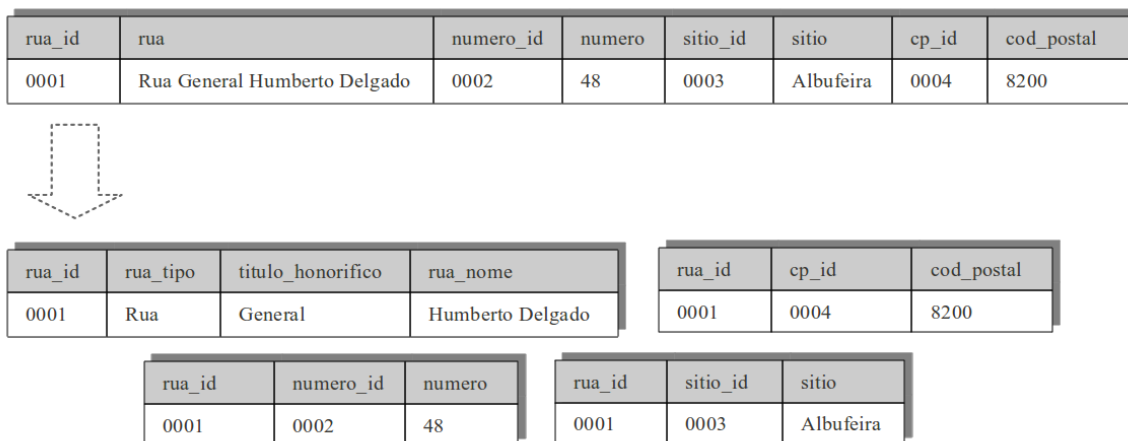 rua_id rua numero_id numero sitio_id sitio cp_id cod_postal
0001 Rua General Humberto Delgado 0002 48 0003 Albufeira 0004 8200
rua_id rua_tipo titulo_honorifico rua_nome
0001 Rua General Humberto Delgado
rua_id cp_id cod_postal
0001 0004 8200
rua_id numero_id numero
0001 0002 48
rua_id sitio_id sitio
0001 0003 Albufeira